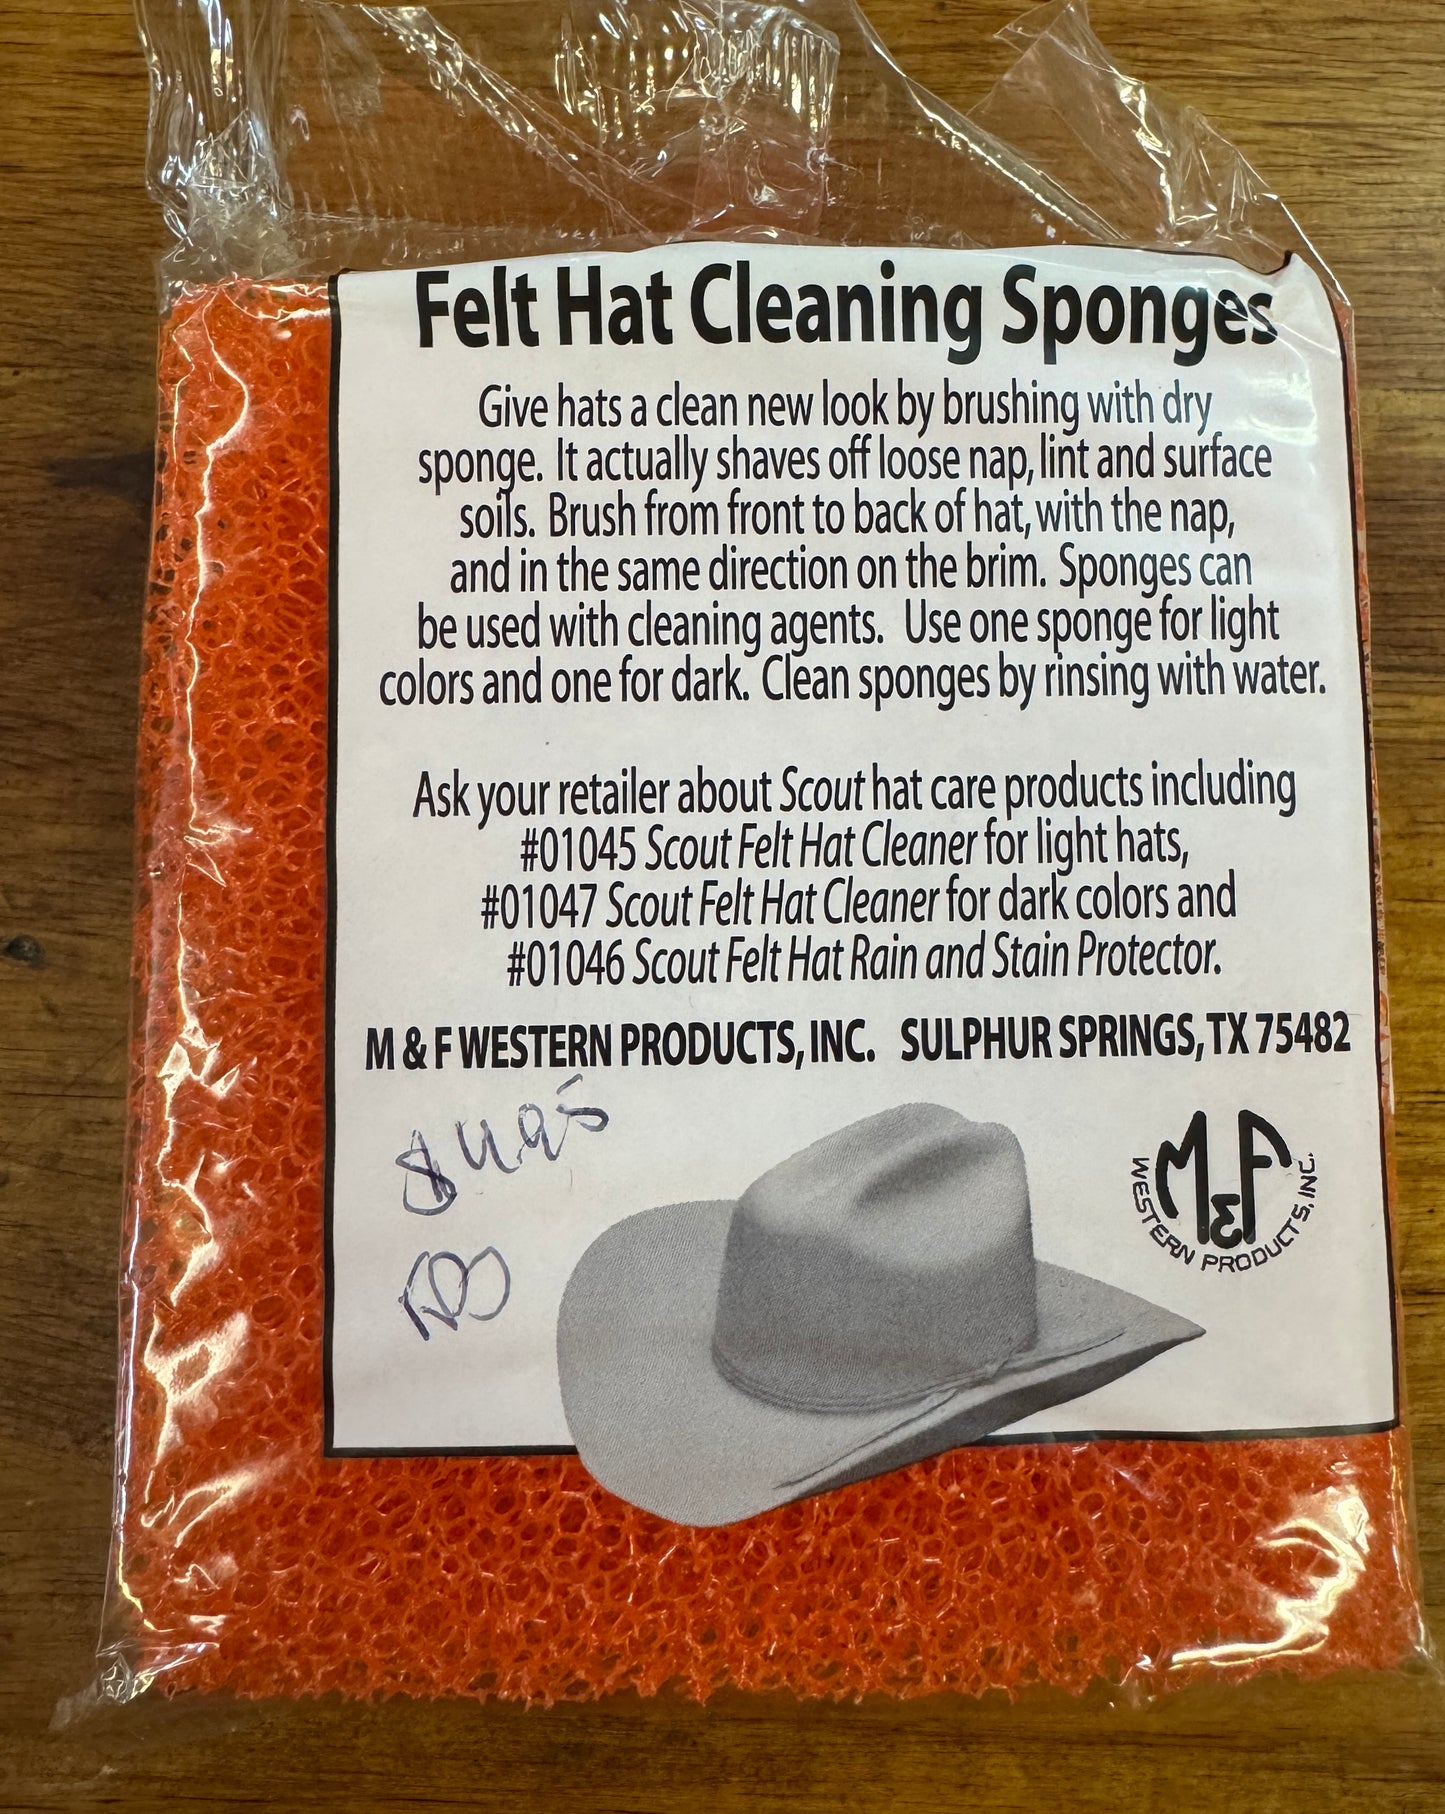 Felt Hat Cleaning Sponges
Give hats a clean new look by brushing with dry
sponge. It actually shaves off loose nap, lint and surface
soils. Brush from front to back of hat, with the nap,
and in the same direction on the brim. Sponges can
be used with cleaning agents. Use one sponge for light
colors and one for dark. Clean sponges by rinsing with water.
Ask your retailer about Scout hat care products including
#01045 Scout Felt Hat Cleaner for light hats,
#01047 Scout Felt Hat Cleaner for dark colors and
#01046 Scout Felt Hat Rain and Stain Protector.
M & F WESTERN PRODUCTS, INC. SULPHUR SPRINGS, TX 75482
M&F
WESTERN PRODUCTS, INC.